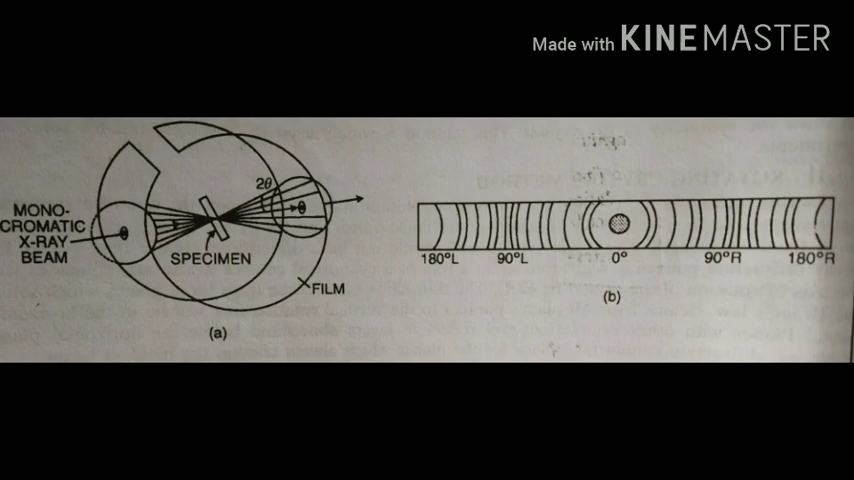 Made with KINEMASTER
2θ
MONO-
CROMATIC
X-RAY
BEAM
SPECIMEN
FILM
(a)
180°L 90°L 0° 90°R 180°R
(b)